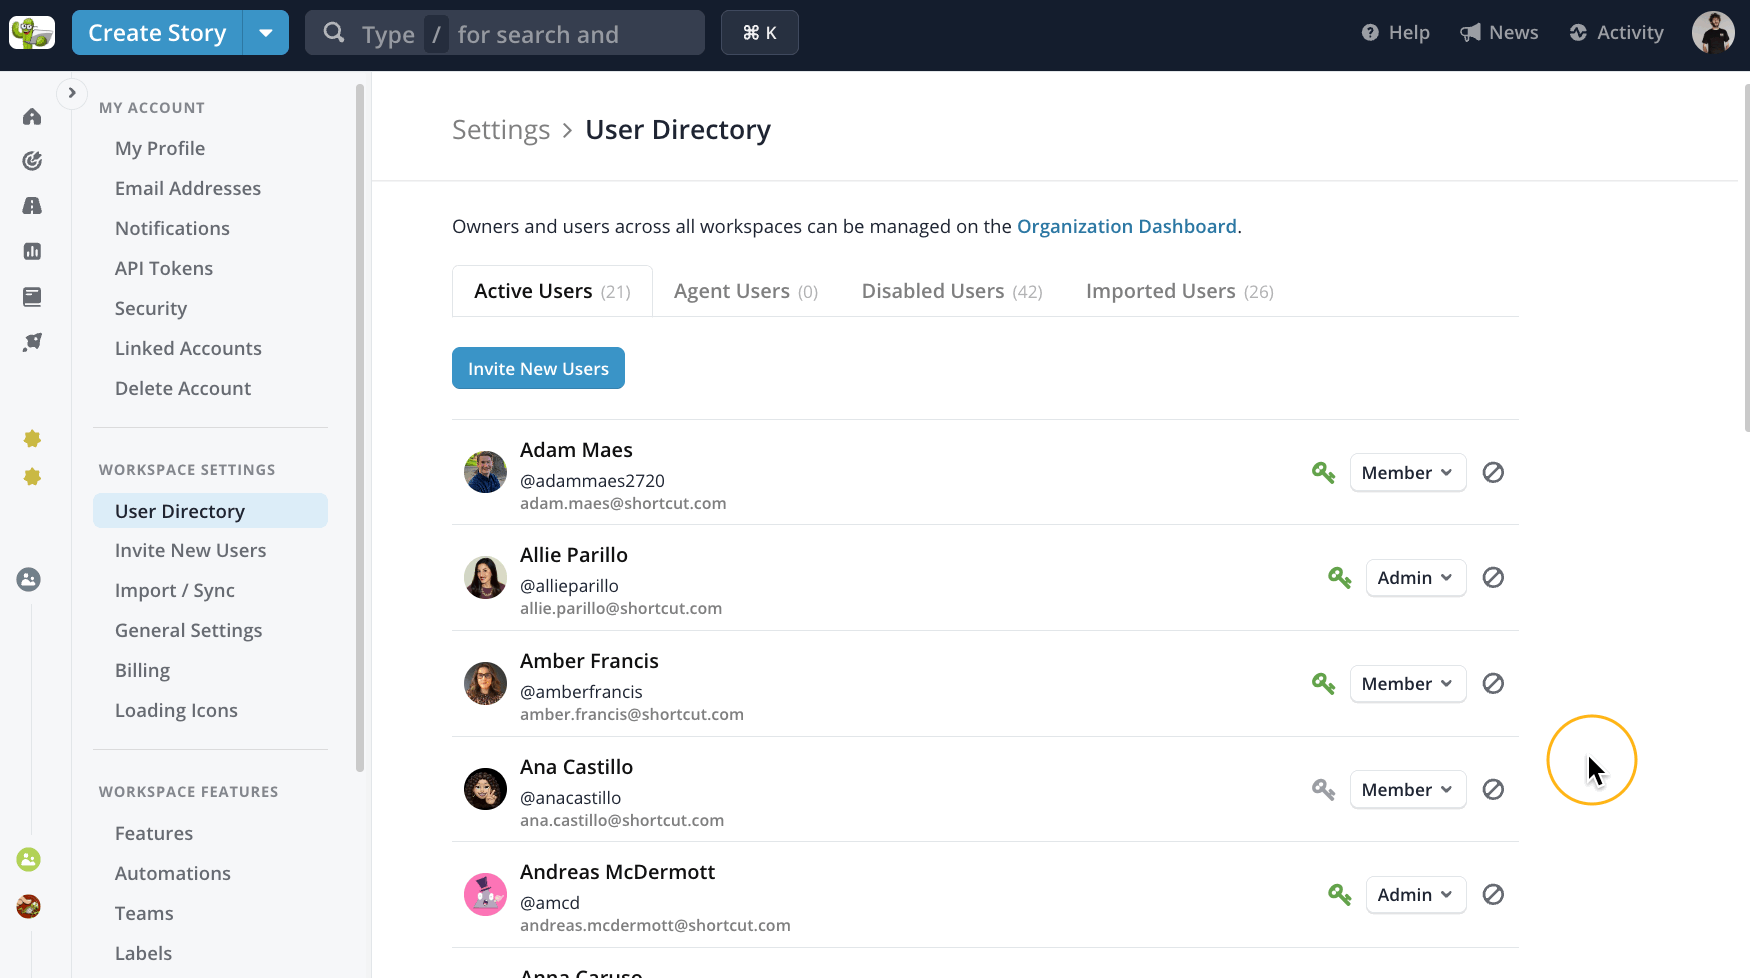 Create Story
Type / for search and
⌘ K
Help
News
Activity
MY ACCOUNT
My Profile
Email Addresses
Notifications
API Tokens
Security
Linked Accounts
Delete Account
WORKSPACE SETTINGS
User Directory
Invite New Users
Import / Sync
General Settings
Billing
Loading Icons
WORKSPACE FEATURES
Features
Automations
Teams
Labels
Settings > User Directory
Owners and users across all workspaces can be managed on the Organization Dashboard.
Active Users (21)
Agent Users (0)
Disabled Users (42)
Imported Users (26)
Invite New Users
Adam Maes
@adammaes2720
adam.maes@shortcut.com
Member
Allie Parillo
@allieparillo
allie.parillo@shortcut.com
Admin
Amber Francis
@amberfrancis
amber.francis@shortcut.com
Member
Ana Castillo
@anacastillo
ana.castillo@shortcut.com
Member
Andreas McDermott
@amcd
andreas.mcdermott@shortcut.com
Admin
Anna Caruso